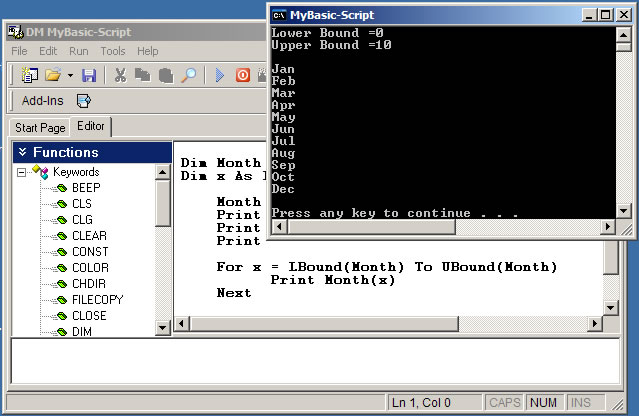 MyBasic-Script
Lower Bound =0
Upper Bound =10
Jan
Feb
Mar
Apr
May
Jun
Jul
Aug
Sep
Oct
Dec
Press any key to continue . . .
DM MyBasic-Script
File Edit Run Tools Help
Add-Ins
Start Page Editor
Functions
Keywords
BEEP
CLS
CLG
CLEAR
CONST
COLOR
CHDIR
FILECOPY
CLOSE
DIM
Dim Month
Dim x As
Month
Print
Print
Print
For x = LBound(Month) To UBound(Month)
Print Month(x)
Next
Ln 1, Col 0 CAPS NUM INS